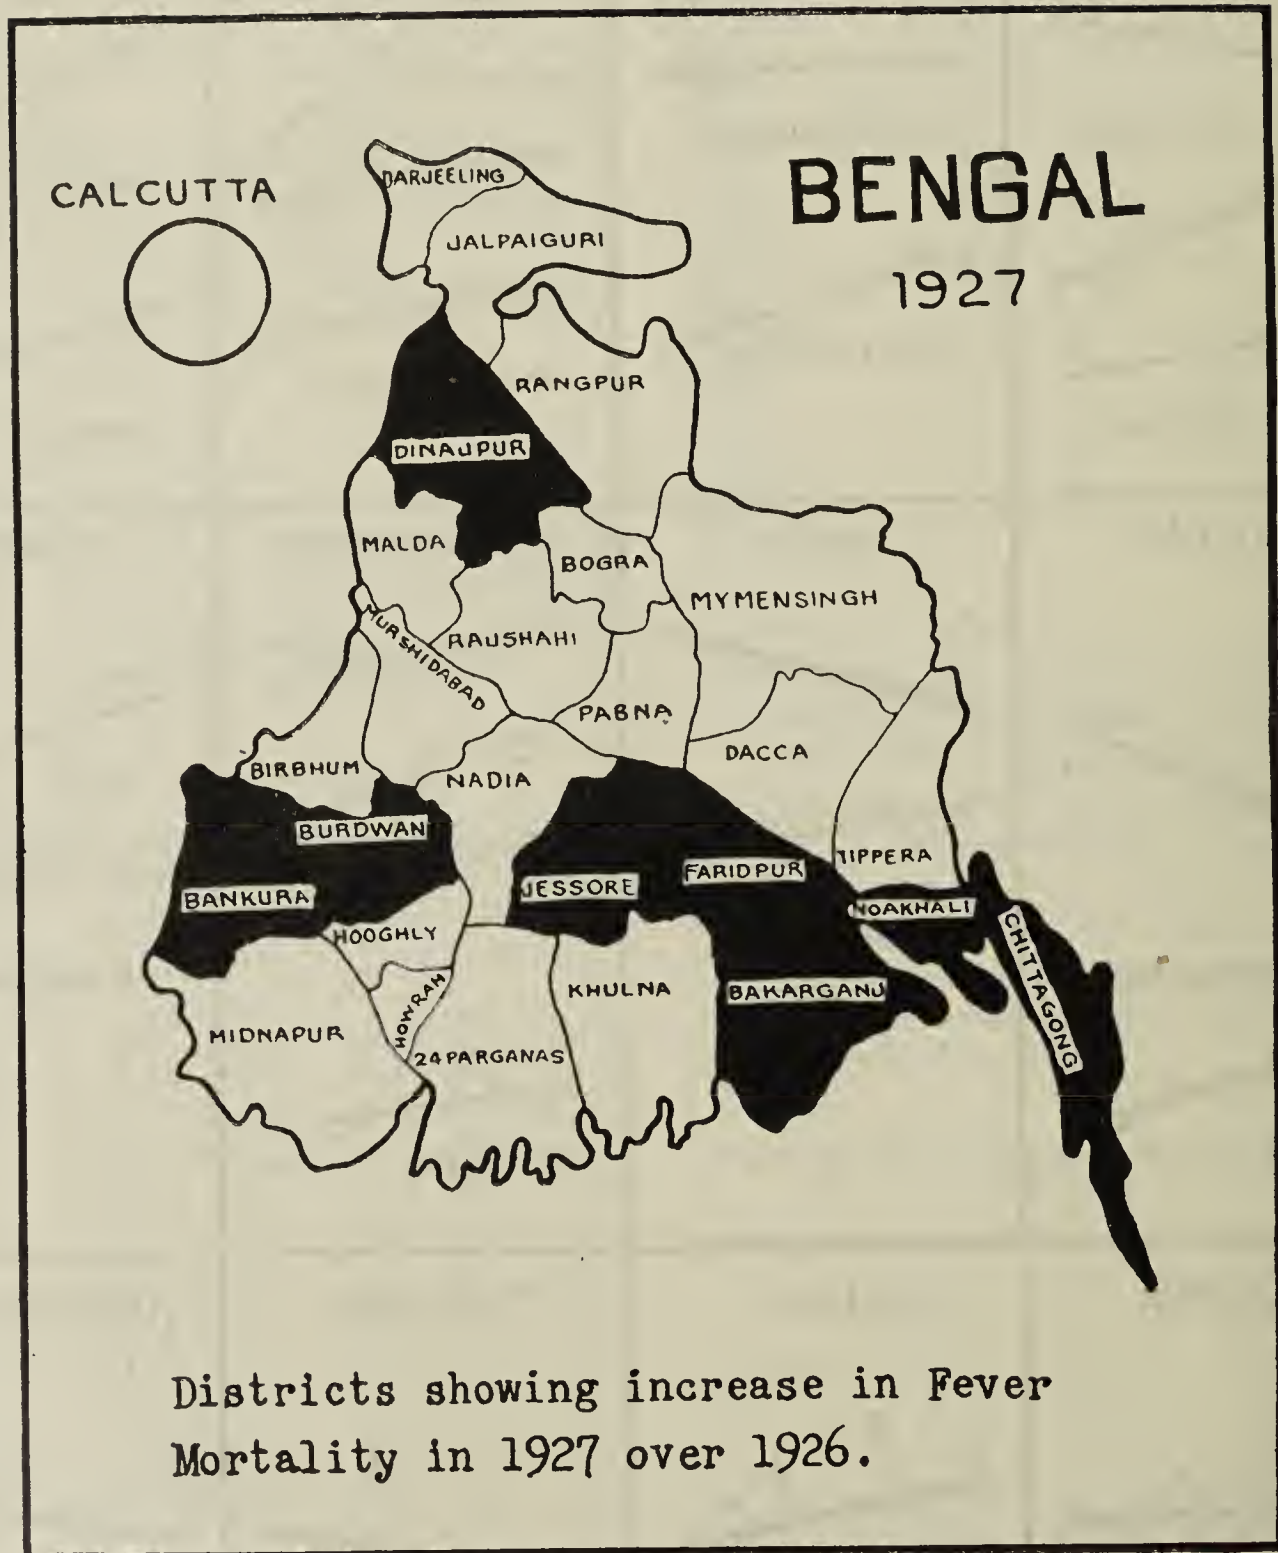 BENGAL
1927
CALCUTTA
DARJEELING
JALPAIGURI
RANGPUR
DINAJPUR
MALDA
BOGRA
MYMENSINGH
MURSHIDABAD
RAJSHAHI
PABNA
DACCA
BIRBHUM
NADIA
BURDWAN
TIPPERA
FARIDPUR
JESSORE
BANKURA
NOAKHALI
HOOGHLY
CHITTAGONG
KHULNA
BAKARGANJ
HOWRAH
MIDNAPUR
24 PARGANAS
Districts showing increase in Fever
Mortality in 1927 over 1926.